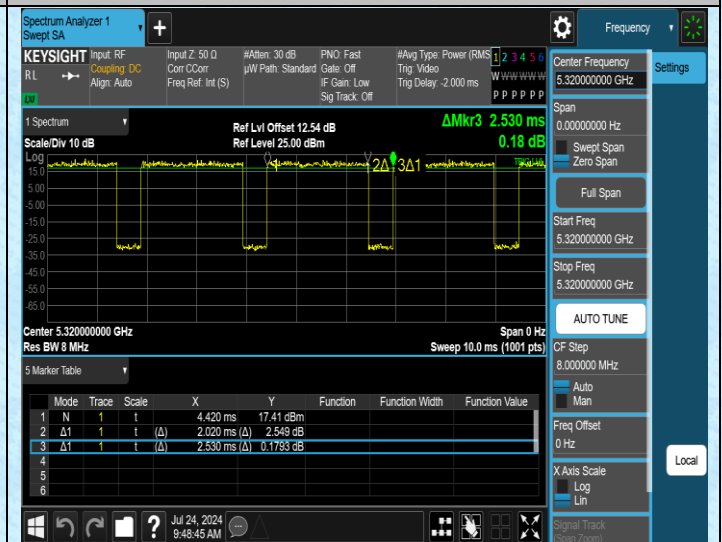 Spectrum Analyzer 1
Swept SA
Frequency
KEYSIGHT Input: RF Input Z: 50 Ω #Atten: 30 dB PNO: Fast #Avg Type: Power (RMS 1 2 3 4 5 6
RL Coupling: DC Corr CCorr µW Path: Standard Gate: Off Trig: Video W W W W W W
Align: Auto Freq Ref: Int (S) IF Gain: Low Trig Delay: -2.000 ms
Sig Track: Off P P P P P P
1 Spectrum
Ref Lvl Offset 12.54 dB ΔMkr3 2.530 ms
Scale/Div 10 dB Ref Level 25.00 dBm 0.18 dB
Log
15.0 2Δ1 3Δ1
5.00
-5.00
-15.0
-25.0
-35.0
-45.0
-55.0
-65.0
Center 5.320000000 GHz Span 0 Hz
Res BW 8 MHz Sweep 10.0 ms (1001 pts)
5 Marker Table
Mode Trace Scale X Y Function Function Width Function Value
1 N 1 t 4.420 ms 17.41 dBm
2 Δ1 1 t (Δ) 2.020 ms (Δ) 2.549 dB
3 Δ1 1 t (Δ) 2.530 ms (Δ) 0.1793 dB
4
5
6
Jul 24, 2024
9:48:45 AM
Center Frequency
5.320000000 GHz
Span
0.00000000 Hz
Swept Span
Zero Span
Full Span
Start Freq
5.320000000 GHz
Stop Freq
5.320000000 GHz
AUTO TUNE
CF Step
8.000000 MHz
Auto
Man
Freq Offset
0 Hz
X Axis Scale
Log
Lin
Signal Track
(Span Zoom)
Settings
Local